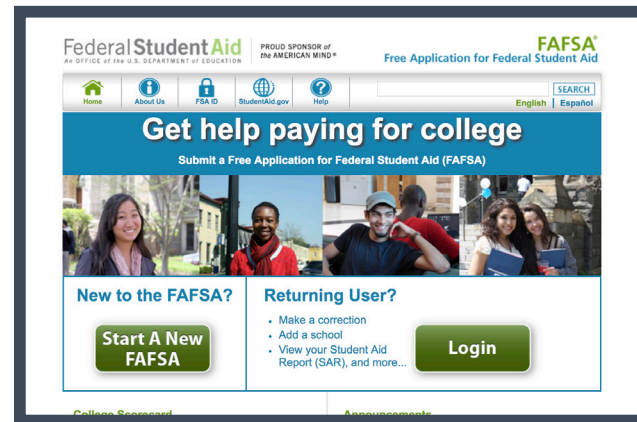 Federal Student Aid
An OFFICE of the U.S. DEPARTMENT of EDUCATION
PROUD SPONSOR of
the AMERICAN MIND®
FAFSA®
Free Application for Federal Student Aid
Home
About Us
FSA ID
StudentAid.gov
Help
SEARCH
English | Español
Get help paying for college
Submit a Free Application for Federal Student Aid (FAFSA)
New to the FAFSA?
Start A New
FAFSA
Returning User?
• Make a correction
• Add a school
• View your Student Aid
Report (SAR), and more...
Login
College Scorecard
Announcements